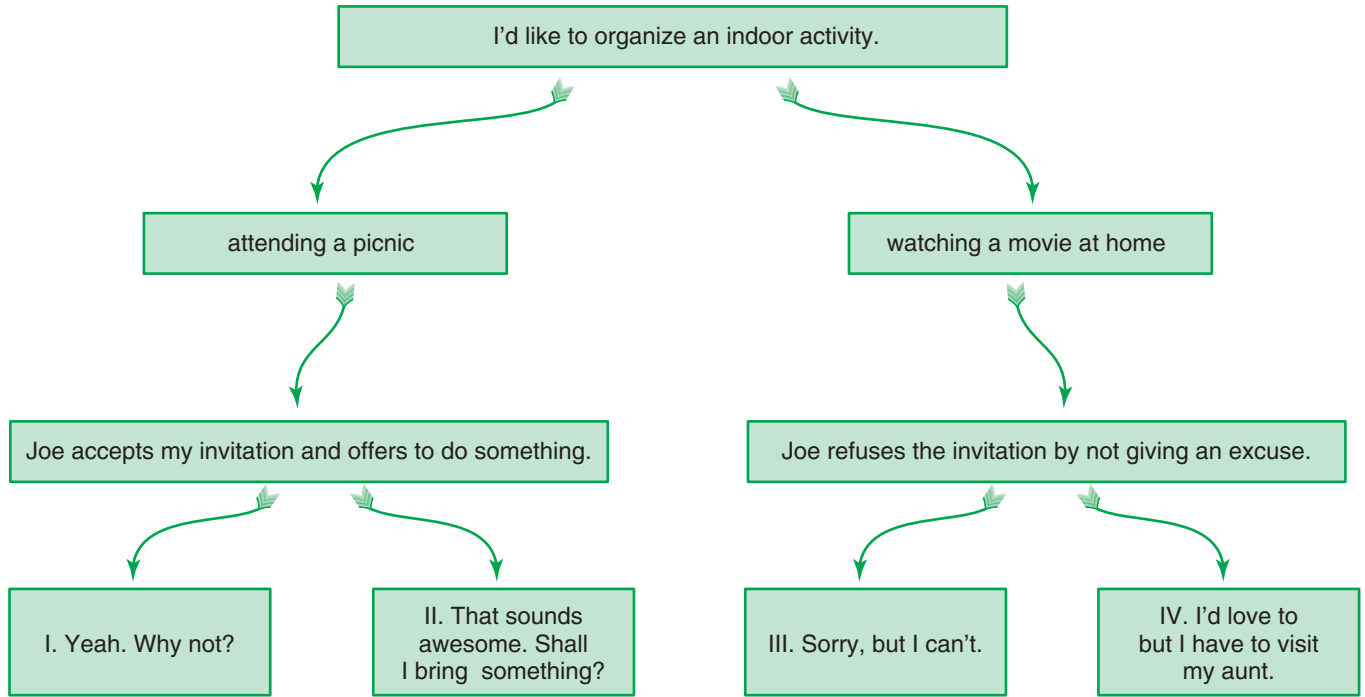 I'd like to organize an indoor activity.
attending a picnic
watching a movie at home
Joe accepts my invitation and offers to do something.
Joe refuses the invitation by not giving an excuse.
I. Yeah. Why not?
II. That sounds
awesome. Shall
I bring something?
III. Sorry, but I can't.
IV. I'd love to
but I have to visit
my aunt.